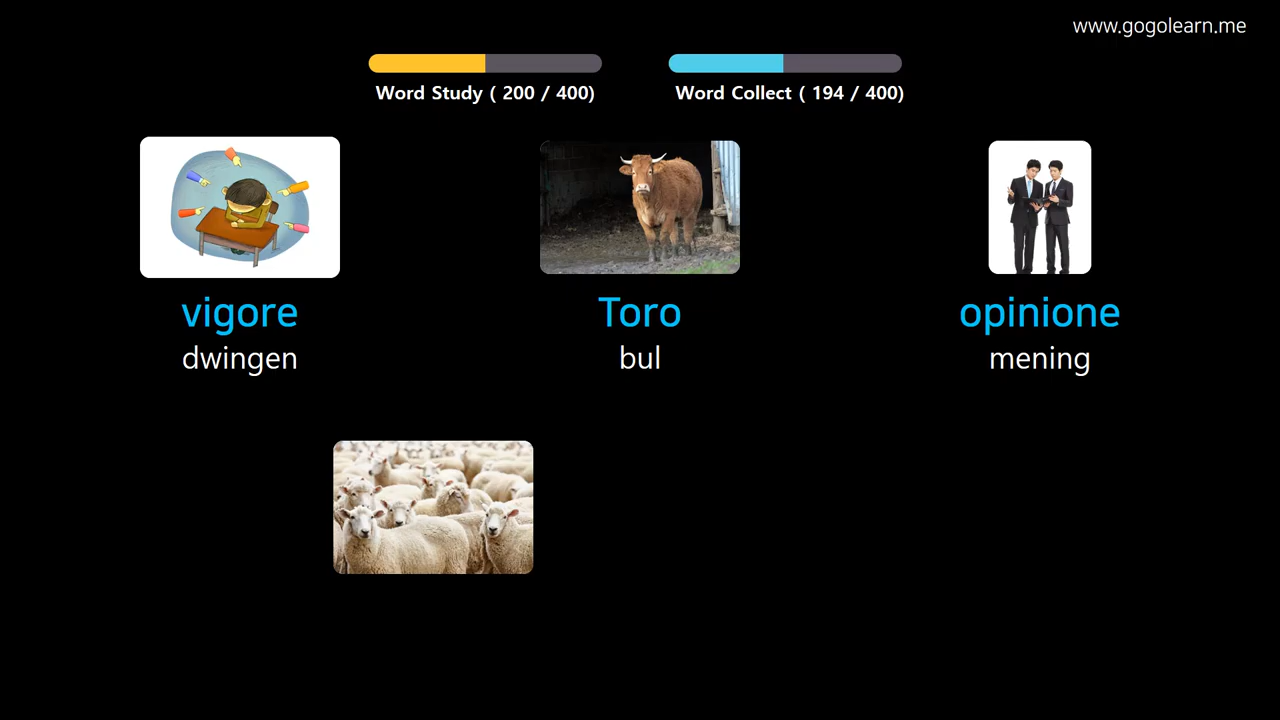 www.gogolearn.me
Word Study ( 200 / 400)
Word Collect ( 194 / 400)
vigore
dwingen
Toro
bul
opinione
mening